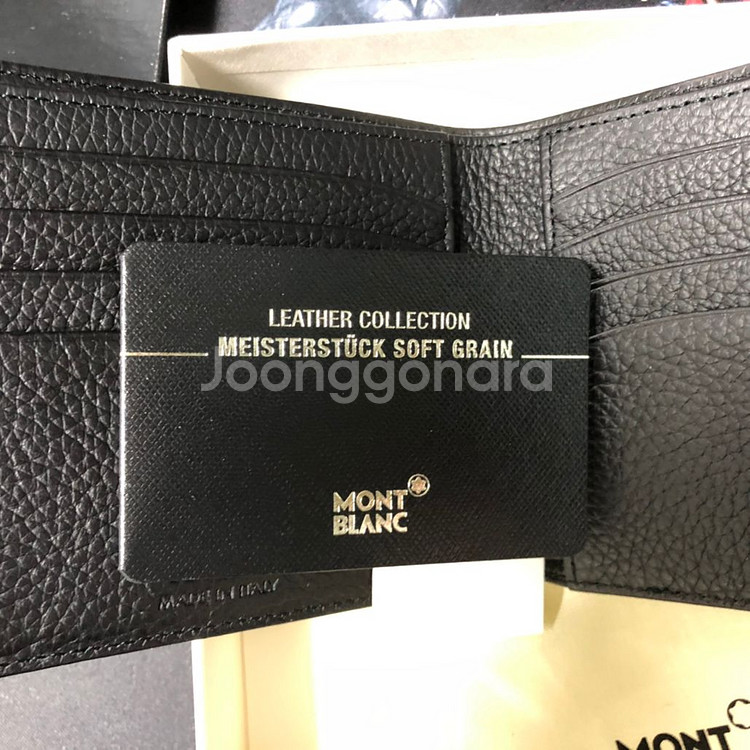 LEATHER COLLECTION
MEISTERSTÜCK SOFT GRAIN
Joonggonara
MONT
BLANC
MADE IN ITALY
MONT